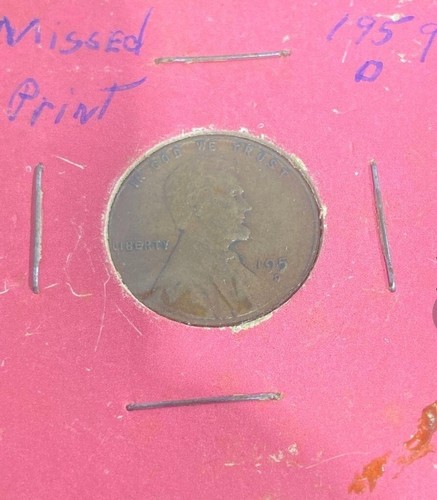 Missed
Print
1959
D
IN GOD WE TRUST
LIBERTY
195
D